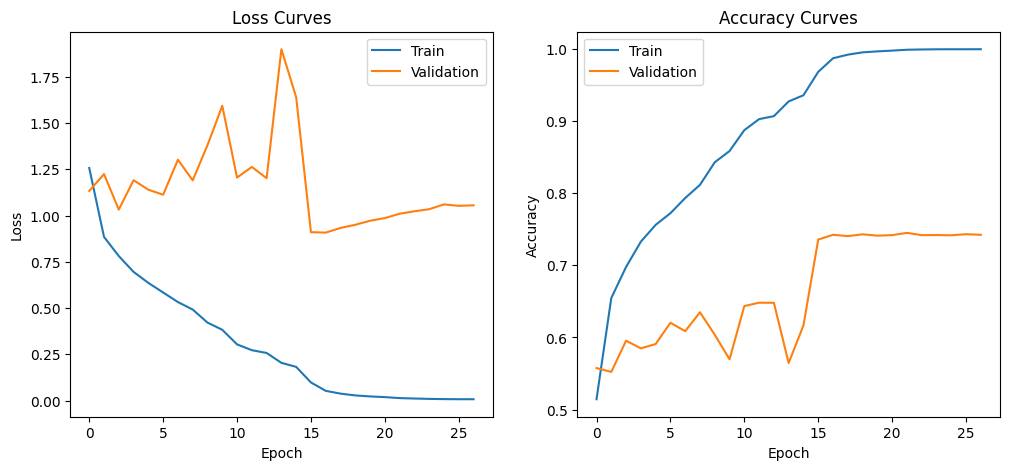 Loss Curves
Train
Validation
1.75
1.50
1.25
1.00
0.75
0.50
0.25
0.00
Loss
0 5 10 15 20 25
Epoch
Accuracy Curves
Train
Validation
1.0
0.9
0.8
0.7
0.6
0.5
Accuracy
0 5 10 15 20 25
Epoch